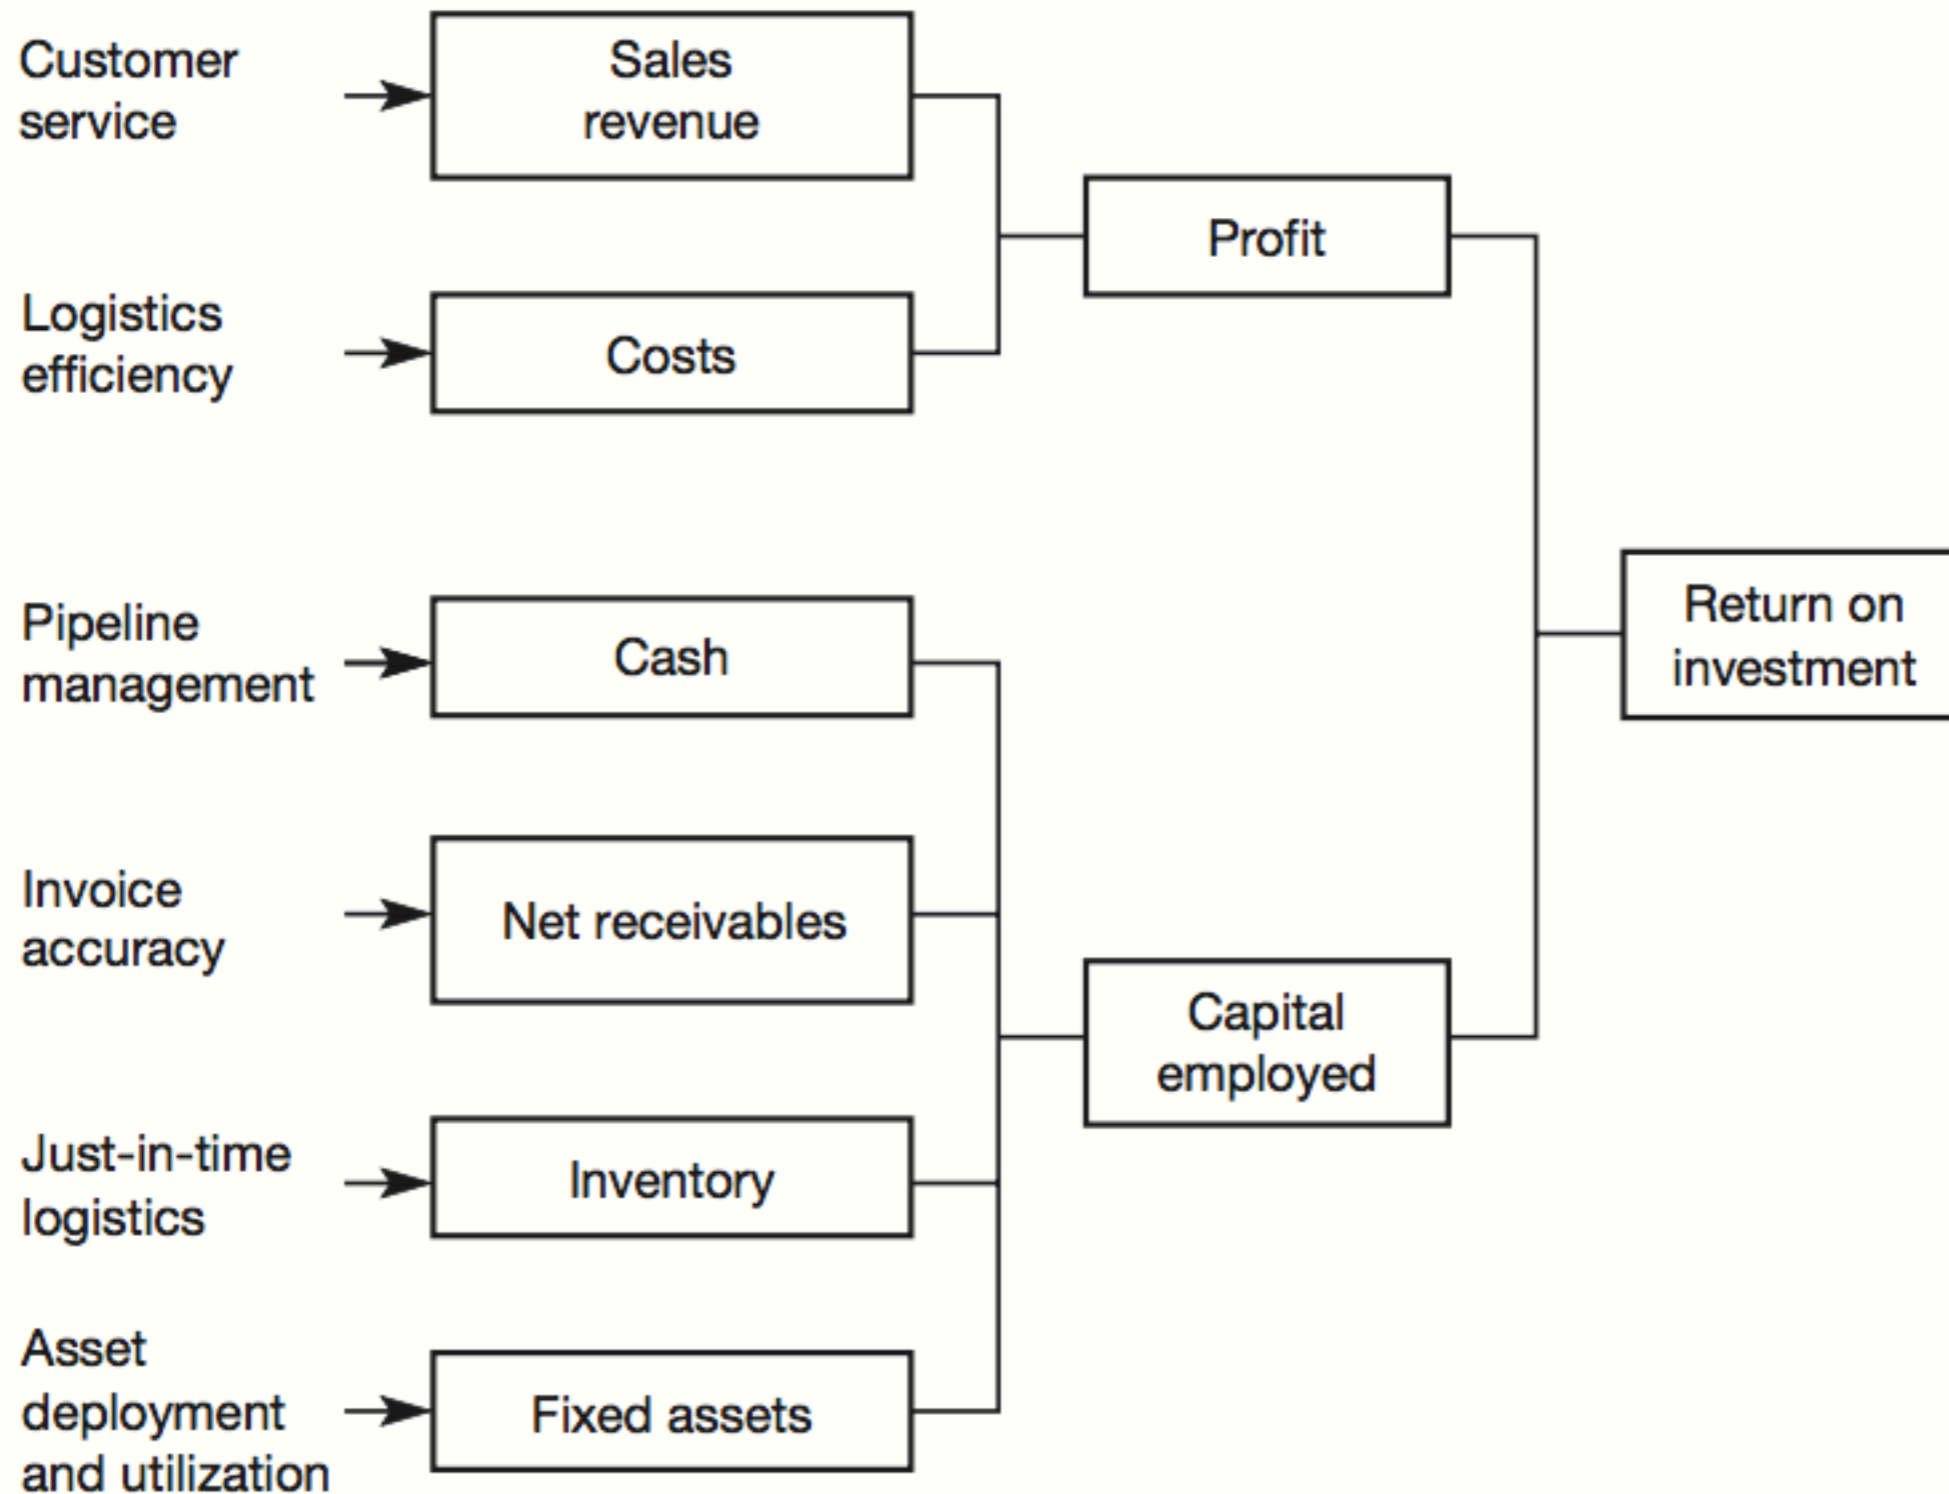 Customer
service
Sales
revenue
Profit
Logistics
efficiency
Costs
Return on
investment
Pipeline
management
Cash
Invoice
accuracy
Net receivables
Capital
employed
Just-in-time
logistics
Inventory
Asset
deployment
and utilization
Fixed assets